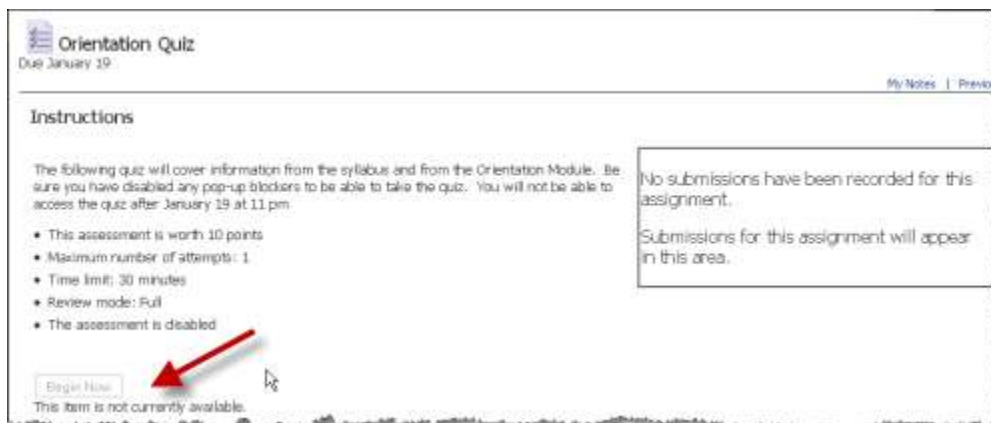 Orientation Quiz
Due January 19
My Notes | Previo
Instructions
The following quiz will cover information from the syllabus and from the Orientation Module. Be
sure you have disabled any pop-up blockers to be able to take the quiz. You will not be able to
access the quiz after January 19 at 11 pm
• This assessment is worth 10 points
• Maximum number of attempts: 1
• Time limit: 30 minutes
• Review mode: Full
• The assessment is disabled
No submissions have been recorded for this
assignment.
Submissions for this assignment will appear
in this area.
Begin Now
This item is not currently available.